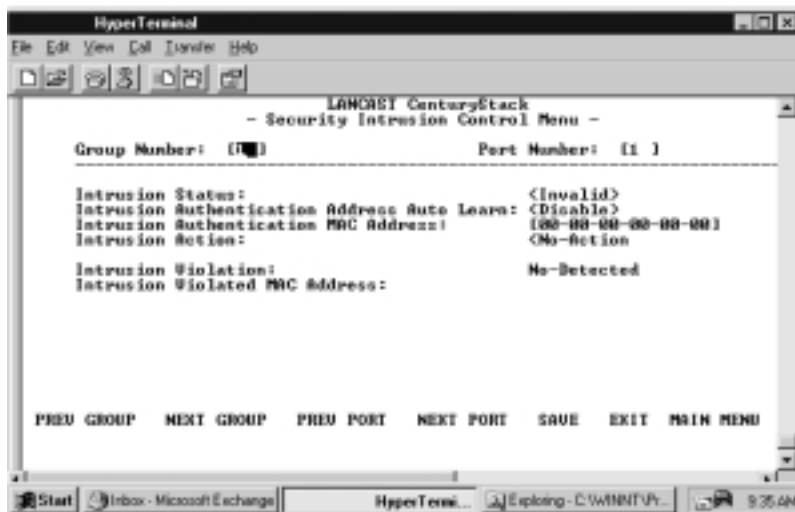 HyperTerminal
File Edit View Call Transfer Help
LANCAST CenturyStack
- Security Intrusion Control Menu -
Group Number: [ ] Port Number: [1 ]
Intrusion Status: <Invalid>
Intrusion Authentication Address Auto Learn: <Disable>
Intrusion Authentication MAC Address: [00-00-00-00-00-00]
Intrusion Action: <No-Action
Intrusion Violation: No-Detected
Intrusion Violated MAC Address:
PREV GROUP NEXT GROUP PREV PORT NEXT PORT SAVE EXIT MAIN MENU
Start Inbox - Microsoft Exchange HyperTermi... Exploring - C:\WINNT\Pr... 9:35 AM